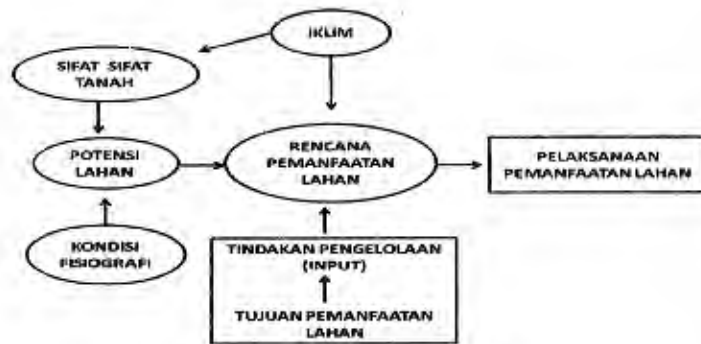 IKLIM
SIFAT SIFAT
TANAH
POTENSI
LAHAN
RENCANA
PEMANFAATAN
LAHAN
PELAKSANAAN
PEMANFAATAN LAHAN
KONDISI
FISIOGRAFI
TINDAKAN PENGELOLAAN
(INPUT)
TUJUAN PEMANFAATAN
LAHAN